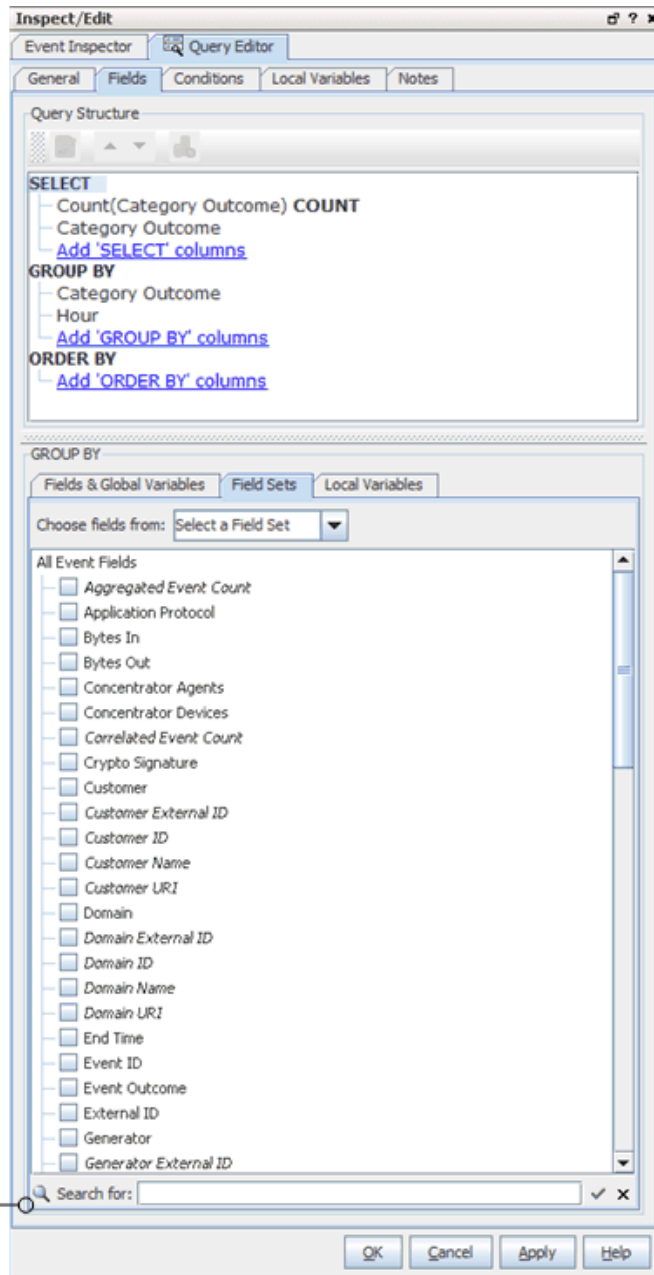 Inspect/Edit
Event Inspector Query Editor
General Fields Conditions Local Variables Notes
Query Structure
SELECT
Count(Category Outcome) COUNT
Category Outcome
Add 'SELECT' columns
GROUP BY
Category Outcome
Hour
Add 'GROUP BY' columns
ORDER BY
Add 'ORDER BY' columns
GROUP BY
Fields & Global Variables Field Sets Local Variables
Choose fields from: Select a Field Set
All Event Fields
Aggregated Event Count
Application Protocol
Bytes In
Bytes Out
Concentrator Agents
Concentrator Devices
Correlated Event Count
Crypto Signature
Customer
Customer External ID
Customer ID
Customer Name
Customer URI
Domain
Domain External ID
Domain ID
Domain Name
Domain URI
End Time
Event ID
Event Outcome
External ID
Generator
Generator External ID
Search for:
OK Cancel Apply Help